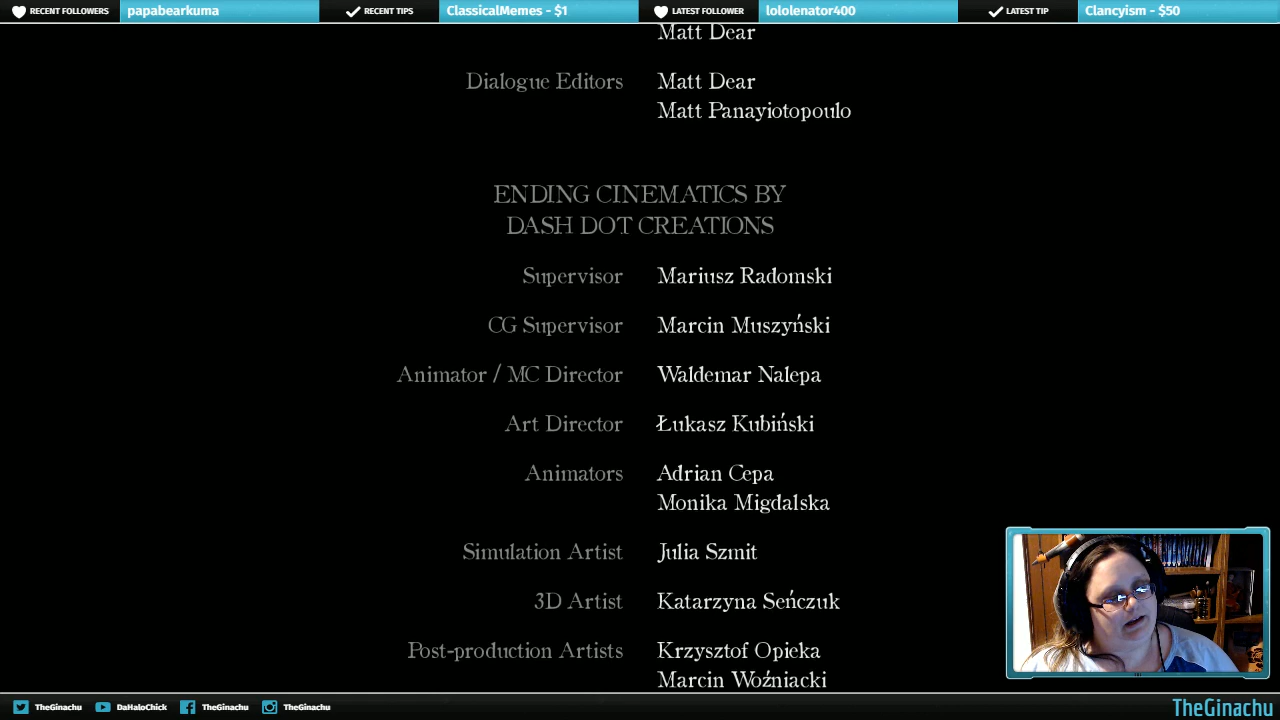 RECENT FOLLOWERS papabearkuma RECENT TIPS ClassicalMemes - $1 LATEST FOLLOWER lololenator400 LATEST TIP Clancyism - $50
Matt Dear
Dialogue Editors Matt Dear
Matt Panayiotopoulo
ENDING CINEMATICS BY
DASH DOT CREATIONS
Supervisor Mariusz Radomski
CG Supervisor Marcin Muszyński
Animator / MC Director Waldemar Nalepa
Art Director Łukasz Kubiński
Animators Adrian Cepa
Monika Migdalska
Simulation Artist Julia Szmit
3D Artist Katarzyna Seńczuk
Post-production Artists Krzysztof Opieka
Marcin Woźniacki
TheGinachu DaHaloChick TheGinachu TheGinachu TheGinachu